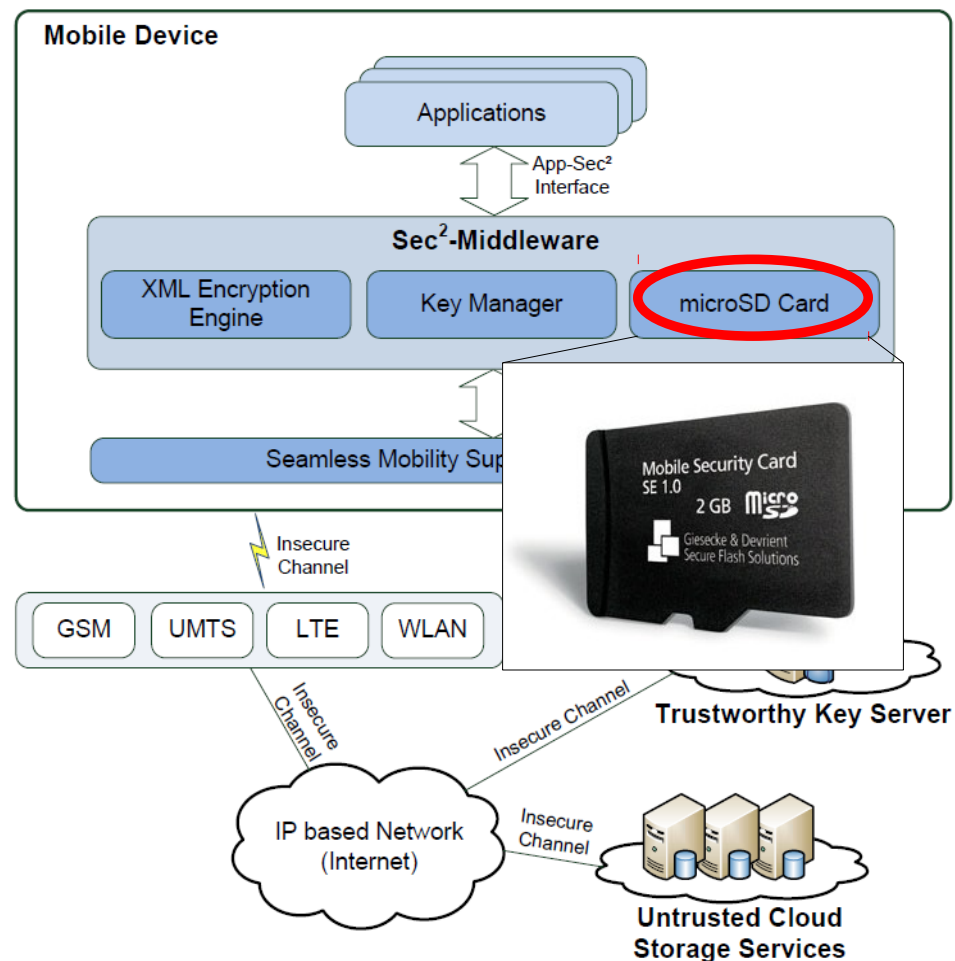 Mobile Device
Applications
App-Sec²
Interface
Sec²-Middleware
XML Encryption
Engine
Key Manager
microSD Card
Seamless Mobility Sup
Mobile Security Card
SE 1.0
2 GB Micro
SD
Giesecke & Devrient
Secure Flash Solutions
Insecure
Channel
GSM
UMTS
LTE
WLAN
Insecure
Channel
Insecure Channel
Trustworthy Key Server
IP based Network
(Internet)
Insecure
Channel
Untrusted Cloud
Storage Services